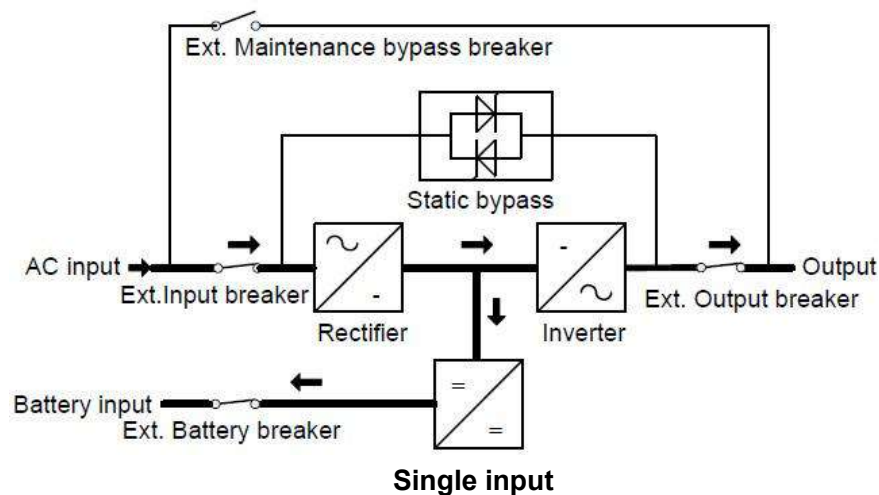 Ext. Maintenance bypass breaker
Static bypass
AC input
Output
Ext.Input breaker
Ext. Output breaker
Rectifier
Inverter
Battery input
Ext. Battery breaker
Single input